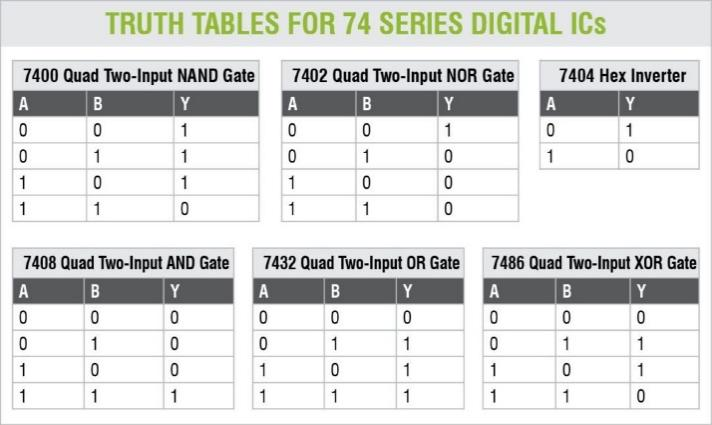 TRUTH TABLES FOR 74 SERIES DIGITAL ICs
7400 Quad Two-Input NAND Gate
A B Y
0 0 1
0 1 1
1 0 1
1 1 0
7402 Quad Two-Input NOR Gate
A B Y
0 0 1
0 1 0
1 0 0
1 1 0
7404 Hex Inverter
A Y
0 1
1 0
7408 Quad Two-Input AND Gate
A B Y
0 0 0
0 1 0
1 0 0
1 1 1
7432 Quad Two-Input OR Gate
A B Y
0 0 0
0 1 1
1 0 1
1 1 1
7486 Quad Two-Input XOR Gate
A B Y
0 0 0
0 1 1
1 0 1
1 1 0